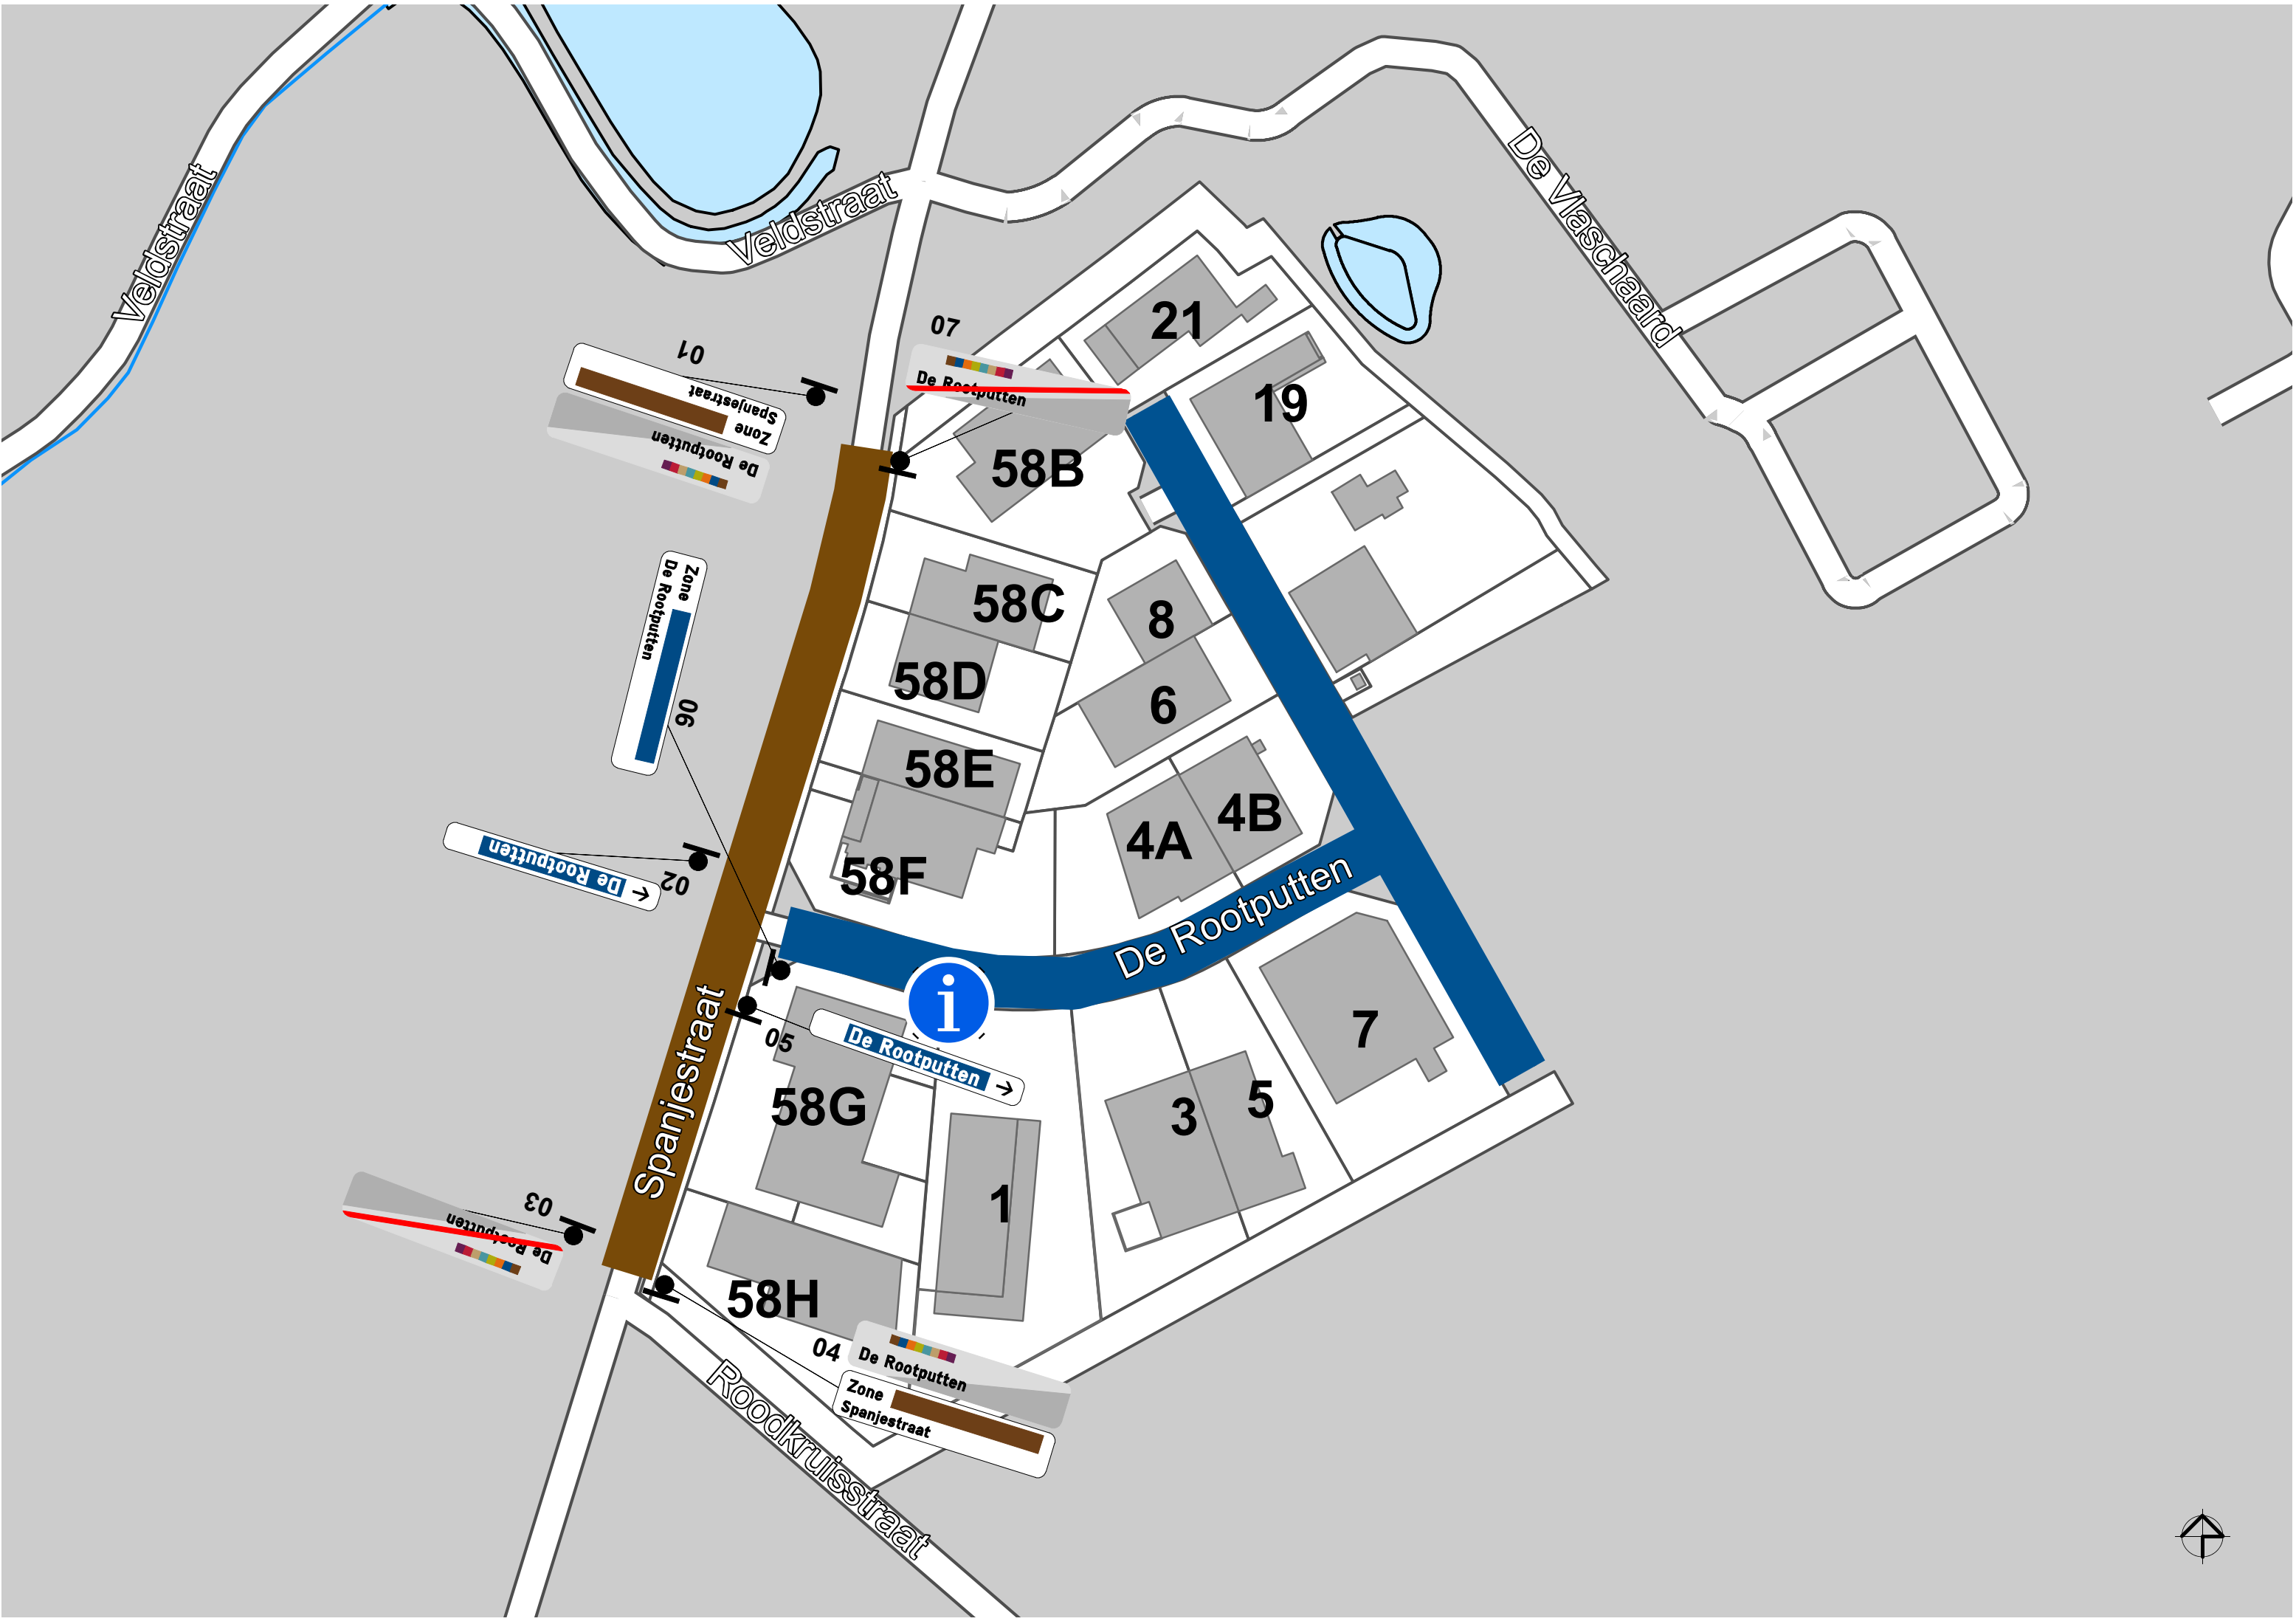 Veldstraat
Veldstraat
De Vlaschaard
01
Zone
Spanjestraat
De Rootputten
07
De Rootputten
21
19
58B
58C
8
58D
6
Zone
De Rootputten
06
58E
4B
4A
De Rootputten
02
58F
De Rootputten
Spanjestraat
i
05
De Rootputten
7
58G
3
5
1
03
De Rootputten
58H
04
De Rootputten
Zone
Spanjestraat
Roodkruisstraat